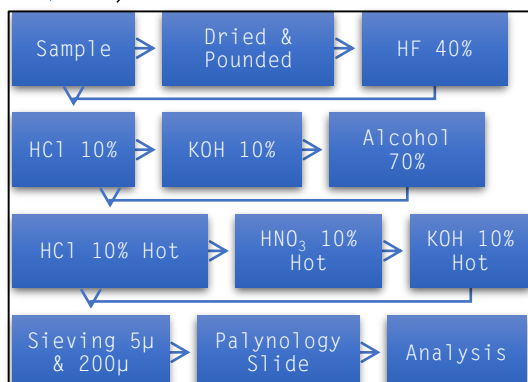 Sample
Dried &
Pounded
HF 40%
HCl 10%
KOH 10%
Alcohol
70%
HCl 10% Hot
HNO₃ 10%
Hot
KOH 10%
Hot
Sieving 5µ
& 200µ
Palynology
Slide
Analysis